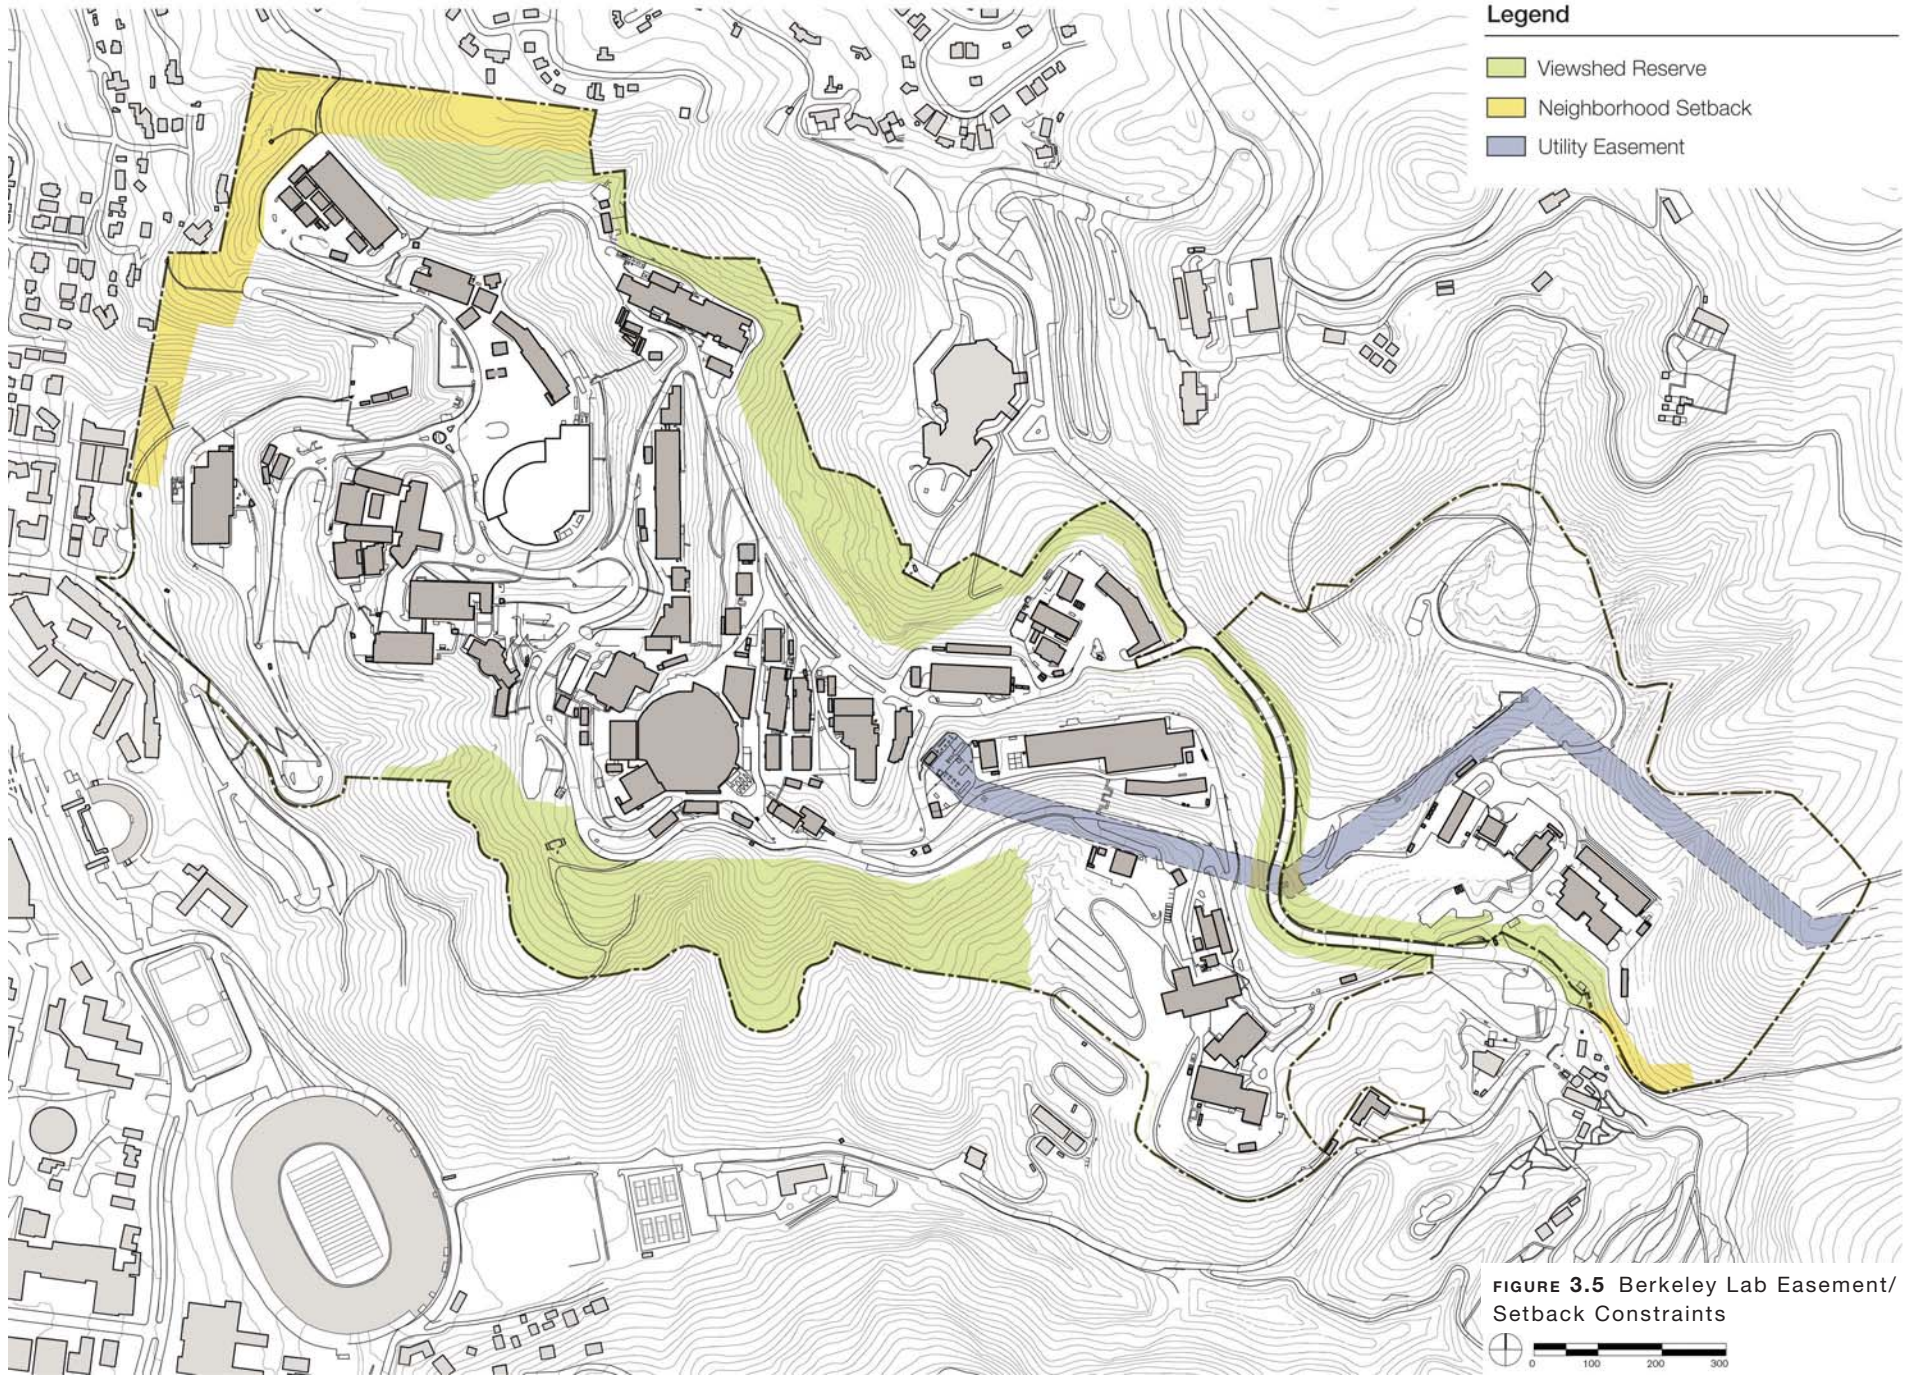 Legend
Viewshed Reserve
Neighborhood Setback
Utility Easement
FIGURE 3.5 Berkeley Lab Easement/
Setback Constraints
0 100 200 300